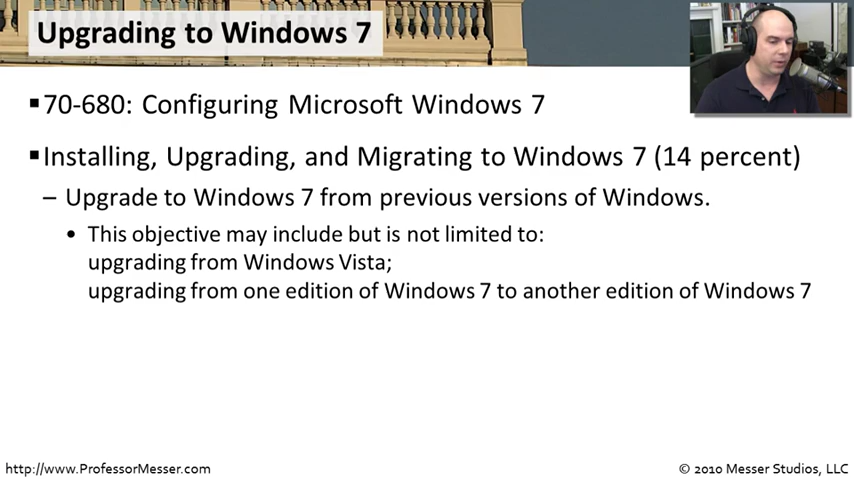 Upgrading to Windows 7
▪70-680: Configuring Microsoft Windows 7
▪Installing, Upgrading, and Migrating to Windows 7 (14 percent)
– Upgrade to Windows 7 from previous versions of Windows.
• This objective may include but is not limited to:
upgrading from Windows Vista;
upgrading from one edition of Windows 7 to another edition of Windows 7
http://www.ProfessorMesser.com
© 2010 Messer Studios, LLC